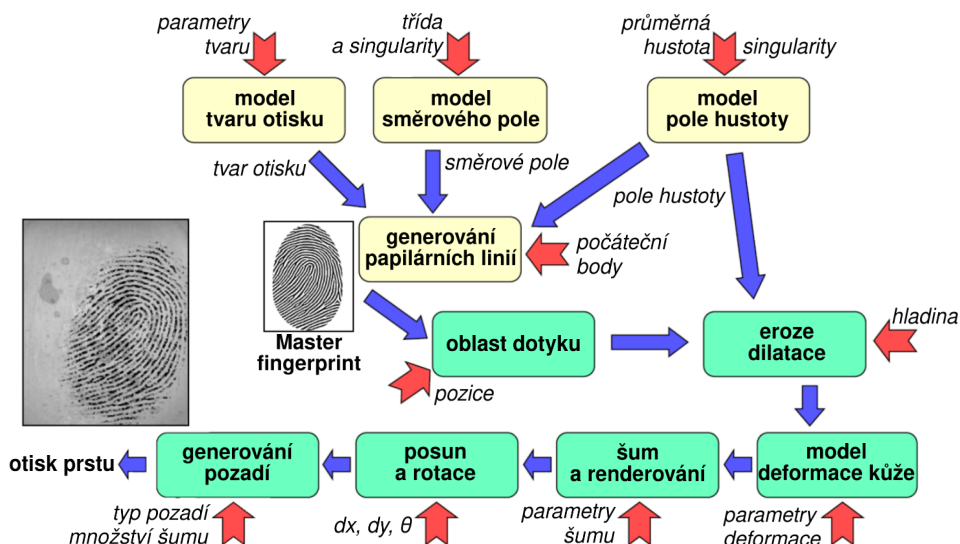 parametry
tvaru
třída
a singularity
průměrná
hustota
singularity
model
tvaru otisku
model
směrového pole
model
pole hustoty
tvar otisku
směrové pole
pole hustoty
generování
papilárních linií
počáteční
body
Master
fingerprint
oblast dotyku
pozice
eroze
dilatace
hladina
otisk prstu
generování
pozadí
posun
a rotace
šum
a renderování
model
deformace kůže
typ pozadí
množství šumu
dx, dy, θ
parametry
šumu
parametry
deformace